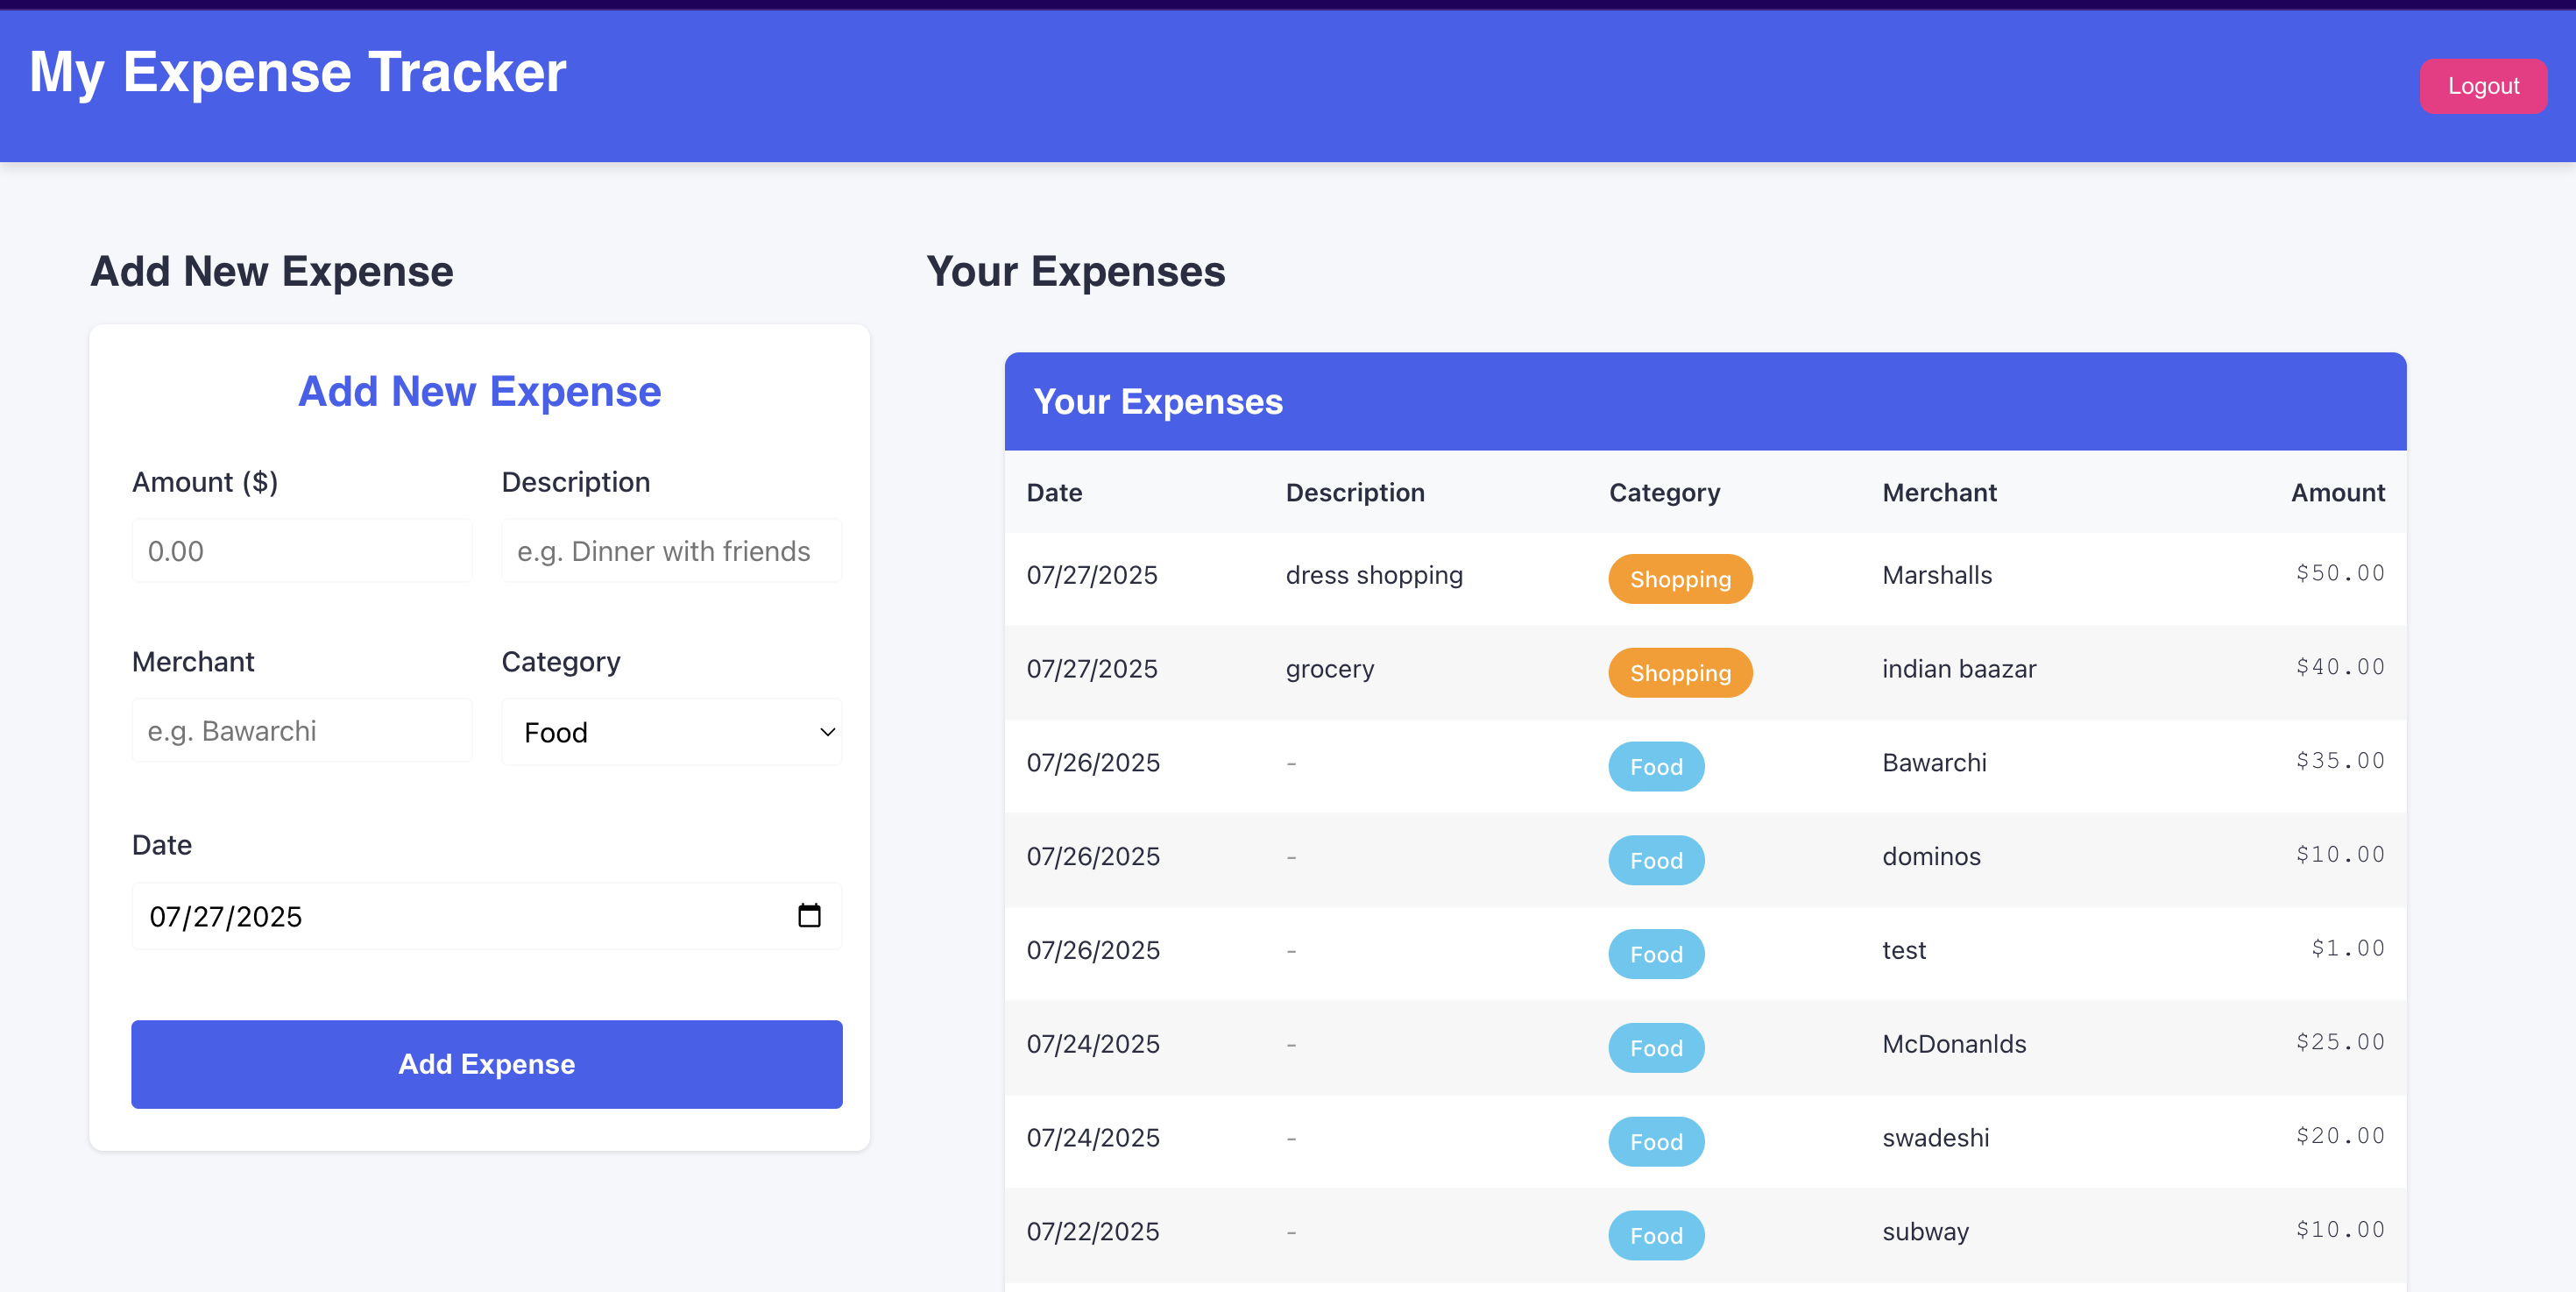 My Expense Tracker
Logout
Add New Expense
Add New Expense
Amount ($)
Description
0.00
e.g. Dinner with friends
Merchant
Category
e.g. Bawarchi
Food
Date
07/27/2025
Add Expense
Your Expenses
Your Expenses
Date Description Category Merchant Amount
07/27/2025 dress shopping Shopping Marshalls $50.00
07/27/2025 grocery Shopping indian baazar $40.00
07/26/2025 - Food Bawarchi $35.00
07/26/2025 - Food dominos $10.00
07/26/2025 - Food test $1.00
07/24/2025 - Food McDonanlds $25.00
07/24/2025 - Food swadeshi $20.00
07/22/2025 - Food subway $10.00